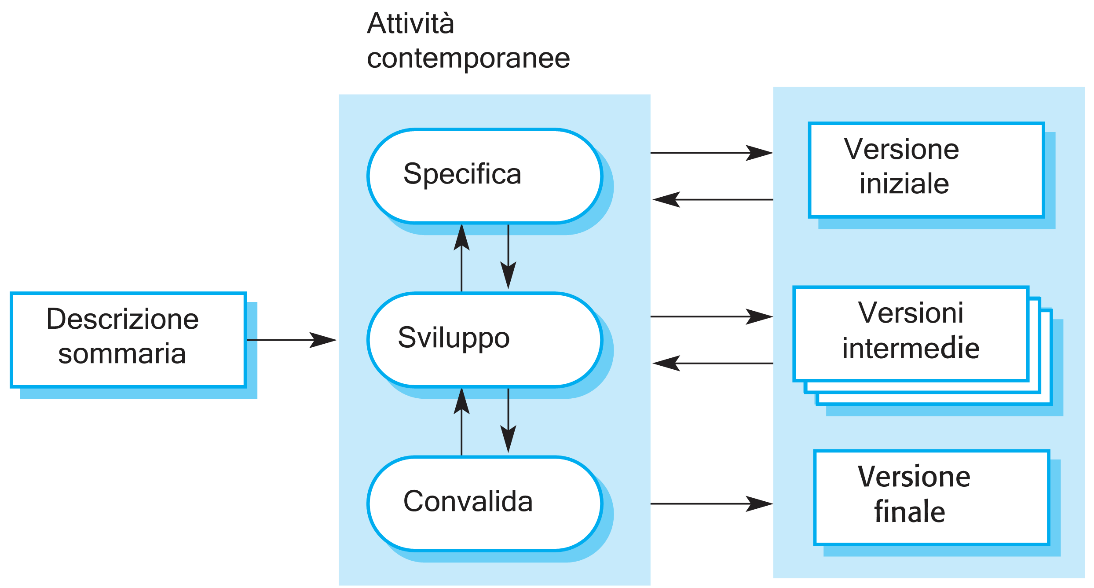 Attività
contemporanee
Specifica
Versione
iniziale
Descrizione
sommaria
Sviluppo
Versioni
intermedie
Convalida
Versione
finale